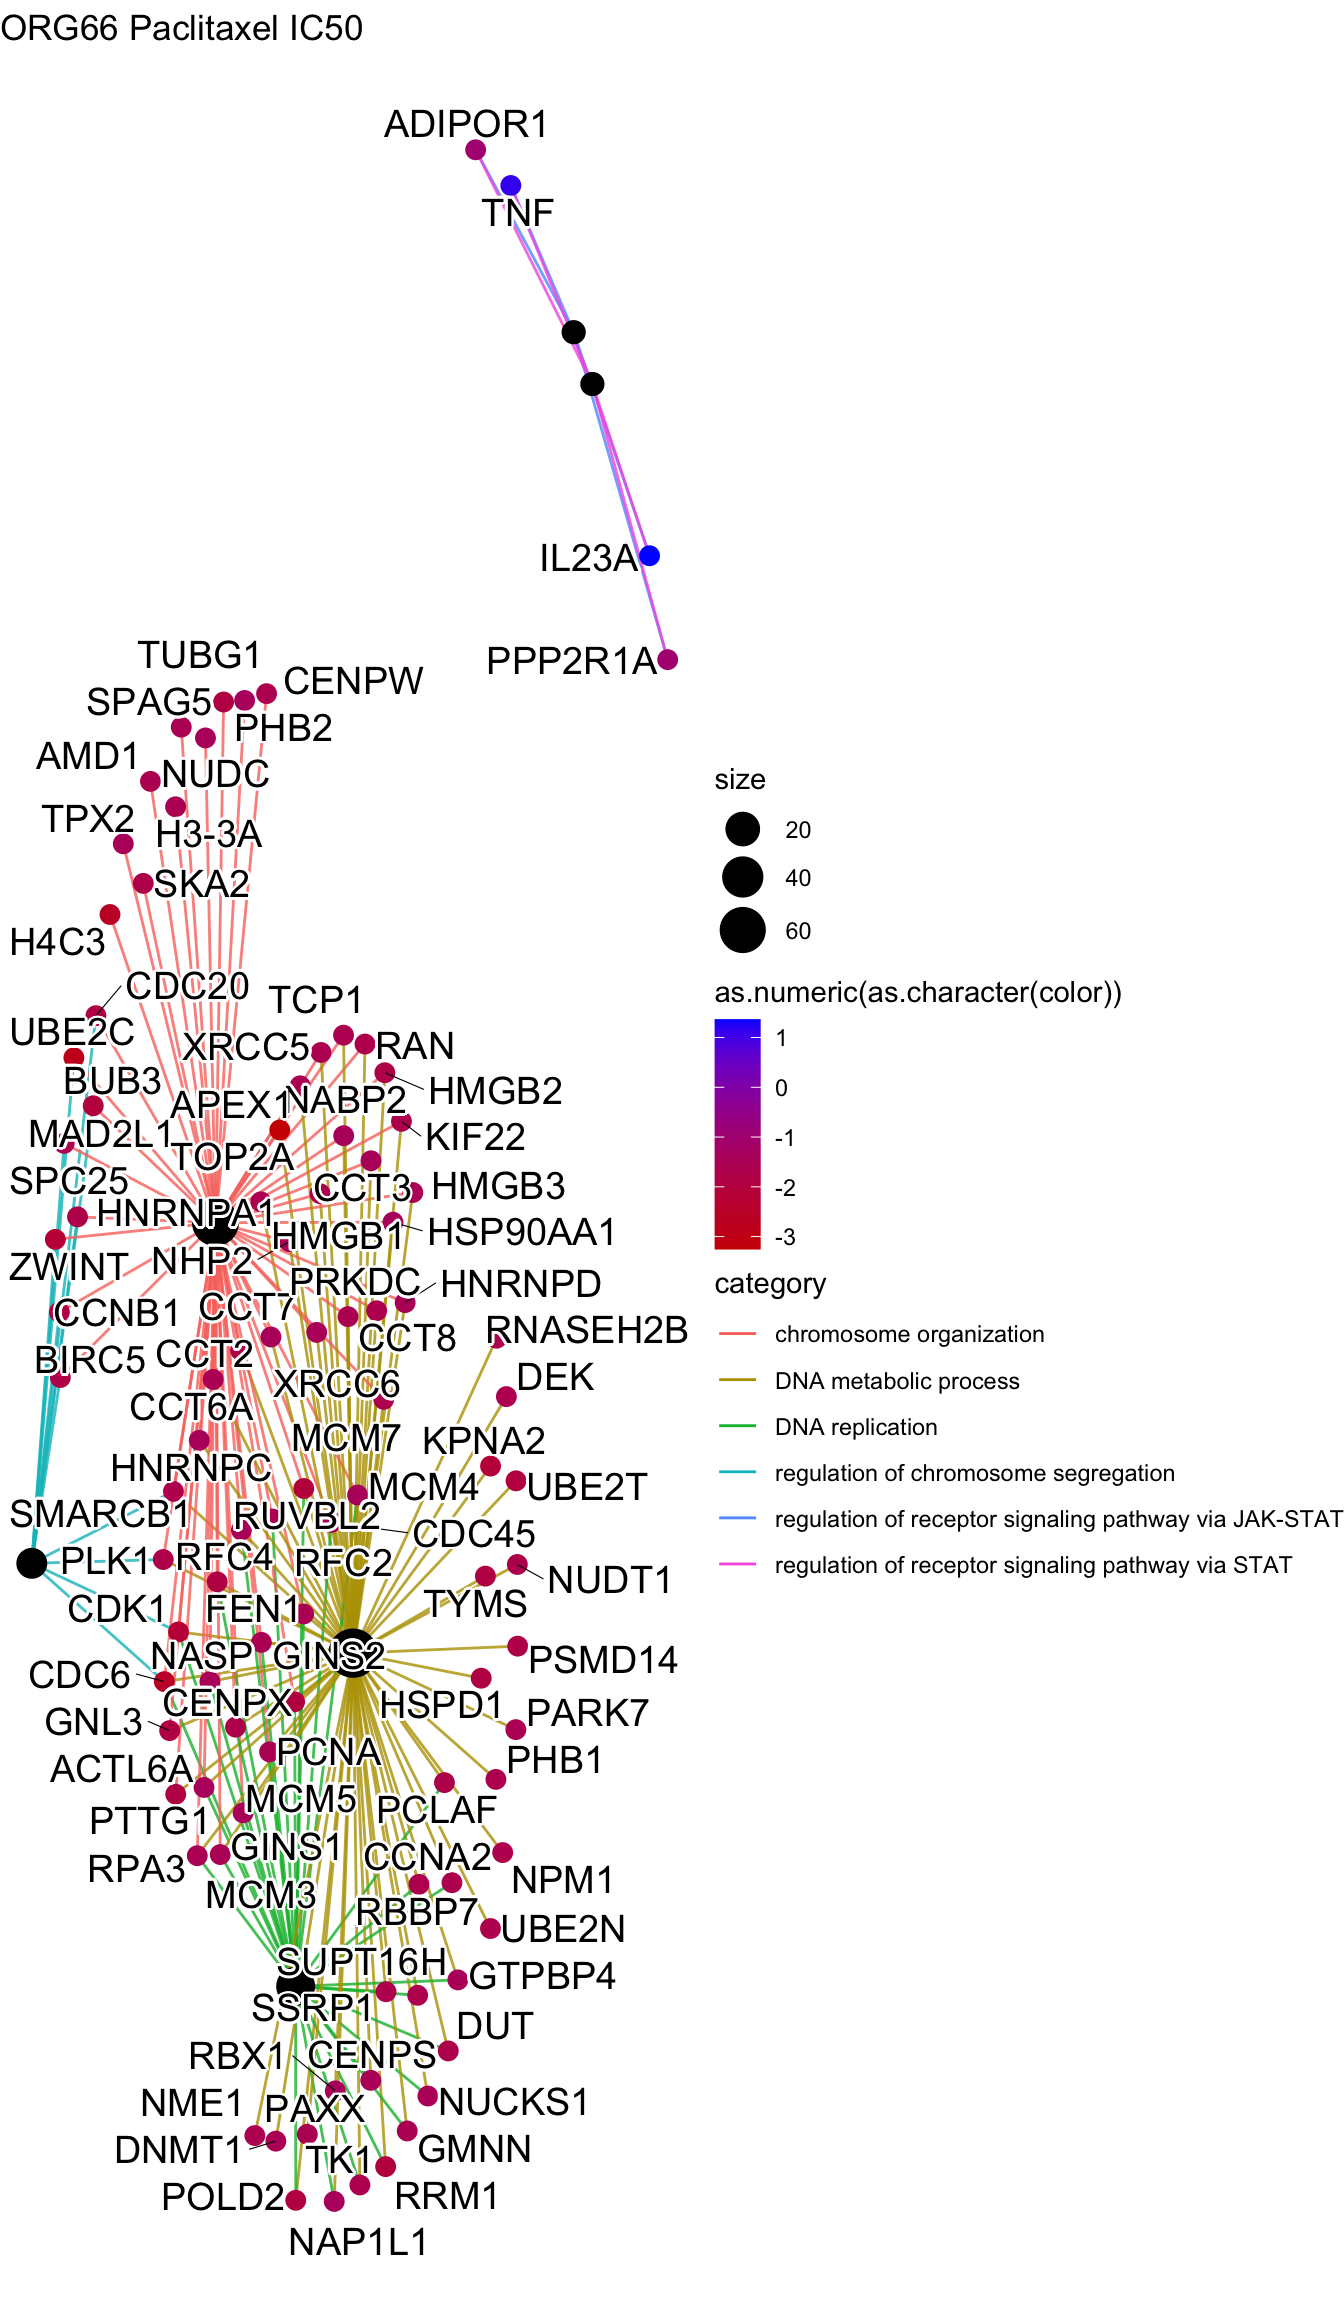 ORG66 Paclitaxel IC50
ADIPOR1
TNF
IL23A
PPP2R1A
TUBG1
CENPW
SPAG5
PHB2
AMD1
NUDC
TPX2
H3-3A
SKA2
H4C3
CDC20
TCP1
UBE2C
XRCC5
RAN
BUB3
HMGB2
APEX1
NABP2
MAD2L1
KIF22
TOP2A
SPC25
CCT3
HMGB3
HNRNPA1
HMGB1
HSP90AA1
ZWINT
NHP2
PRKDC
HNRNPD
CCNB1
CCT7
CCT8
RNASEH2B
BIRC5
CCT2
XRCC6
DEK
CCT6A
MCM7
KPNA2
HNRNPC
MCM4
UBE2T
SMARCB1
RUVBL2
CDC45
PLK1
RFC4
RFC2
NUDT1
CDK1
FEN1
TYMS
NASP
GINS2
PSMD14
CDC6
CENPX
HSPD1
PARK7
GNL3
PCNA
PHB1
ACTL6A
MCM5
PCLAF
PTTG1
GINS1
CCNA2
RPA3
NPM1
MCM3
RBBP7
UBE2N
SUPT16H
GTPBP4
SSRP1
DUT
RBX1
CENPS
NME1
PAXX
NUCKS1
DNMT1
TK1
GMNN
POLD2
RRM1
NAP1L1
size
20
40
60
as.numeric(as.character(color))
1
0
-1
-2
-3
category
chromosome organization
DNA metabolic process
DNA replication
regulation of chromosome segregation
regulation of receptor signaling pathway via JAK-STAT
regulation of receptor signaling pathway via STAT